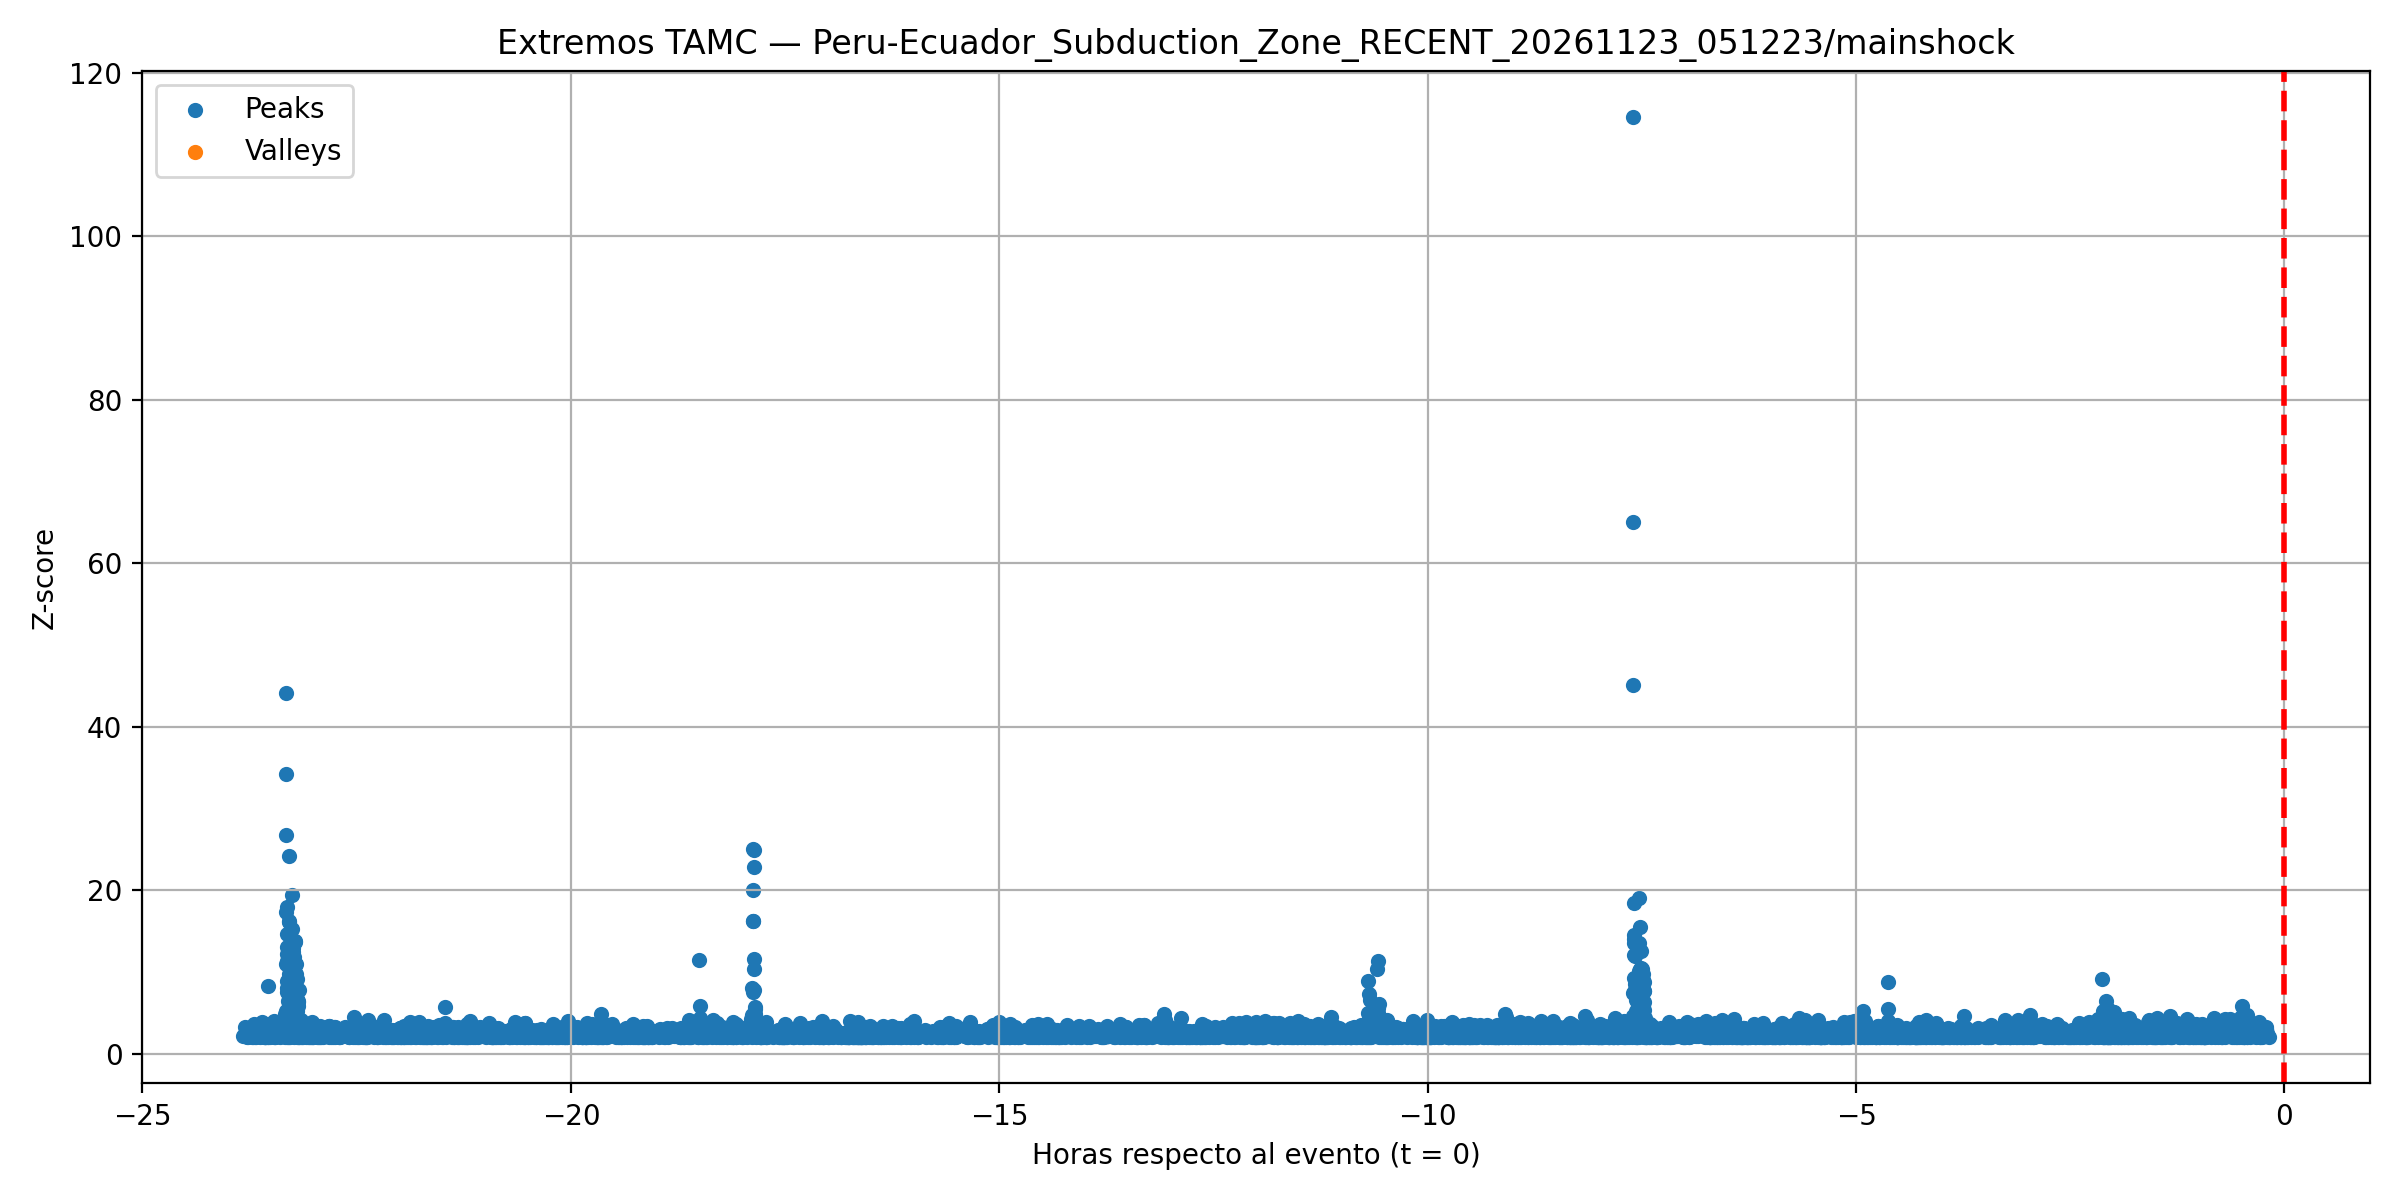 Extremos TAMC — Peru-Ecuador_Subduction_Zone_RECENT_20261123_051223/mainshock
Peaks
Valleys
120
100
80
60
40
20
0
Z-score
−25
−20
−15
−10
−5
0
Horas respecto al evento (t = 0)